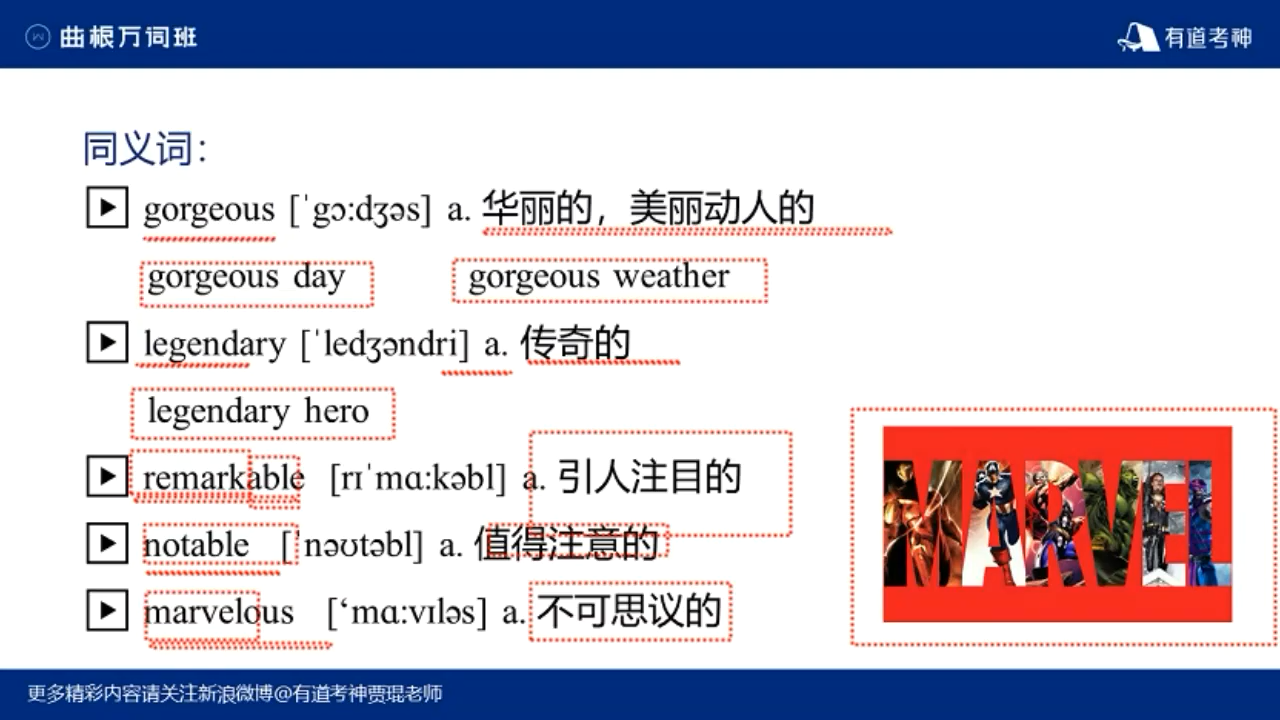 曲根万词班
有道考神
同义词：
gorgeous [ˈgɔ:dʒəs] a. 华丽的，美丽动人的
gorgeous day gorgeous weather
legendary [ˈledʒəndri] a. 传奇的
legendary hero
remarkable [rɪˈmɑ:kəbl] a. 引人注目的
notable [ˈnəʊtəbl] a. 值得注意的
marvelous [‘mɑ:vɪləs] a. 不可思议的
MARVEL
更多精彩内容请关注新浪微博@有道考神贾琨老师